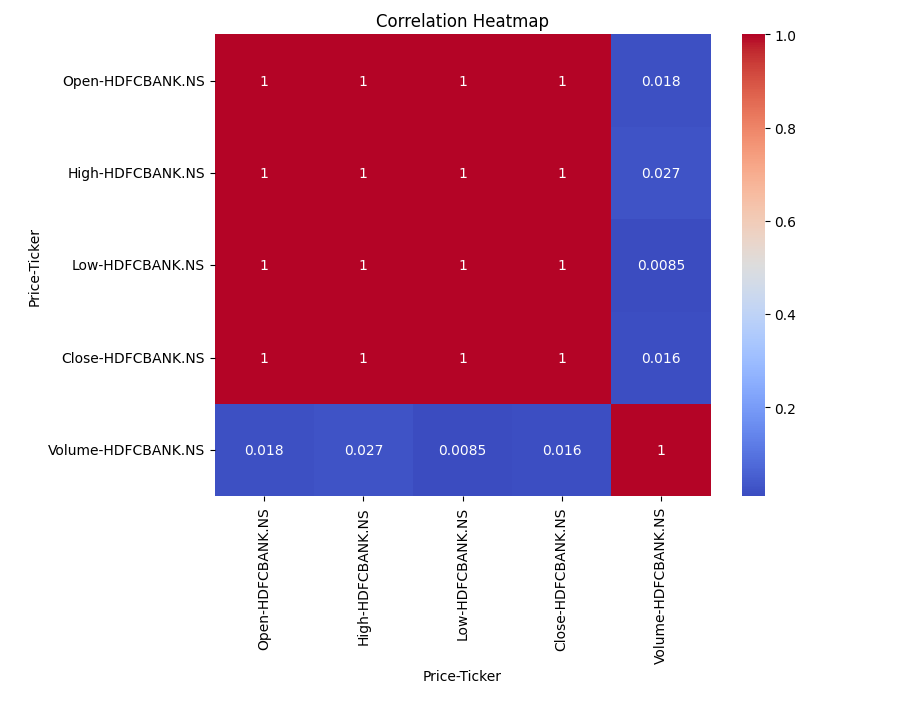 Correlation Heatmap
Price-Ticker
Open-HDFCBANK.NS 1 1 1 1 0.018
High-HDFCBANK.NS 1 1 1 1 0.027
Low-HDFCBANK.NS 1 1 1 1 0.0085
Close-HDFCBANK.NS 1 1 1 1 0.016
Volume-HDFCBANK.NS 0.018 0.027 0.0085 0.016 1
Open-HDFCBANK.NS
High-HDFCBANK.NS
Low-HDFCBANK.NS
Close-HDFCBANK.NS
Volume-HDFCBANK.NS
Price-Ticker
1.0
0.8
0.6
0.4
0.2